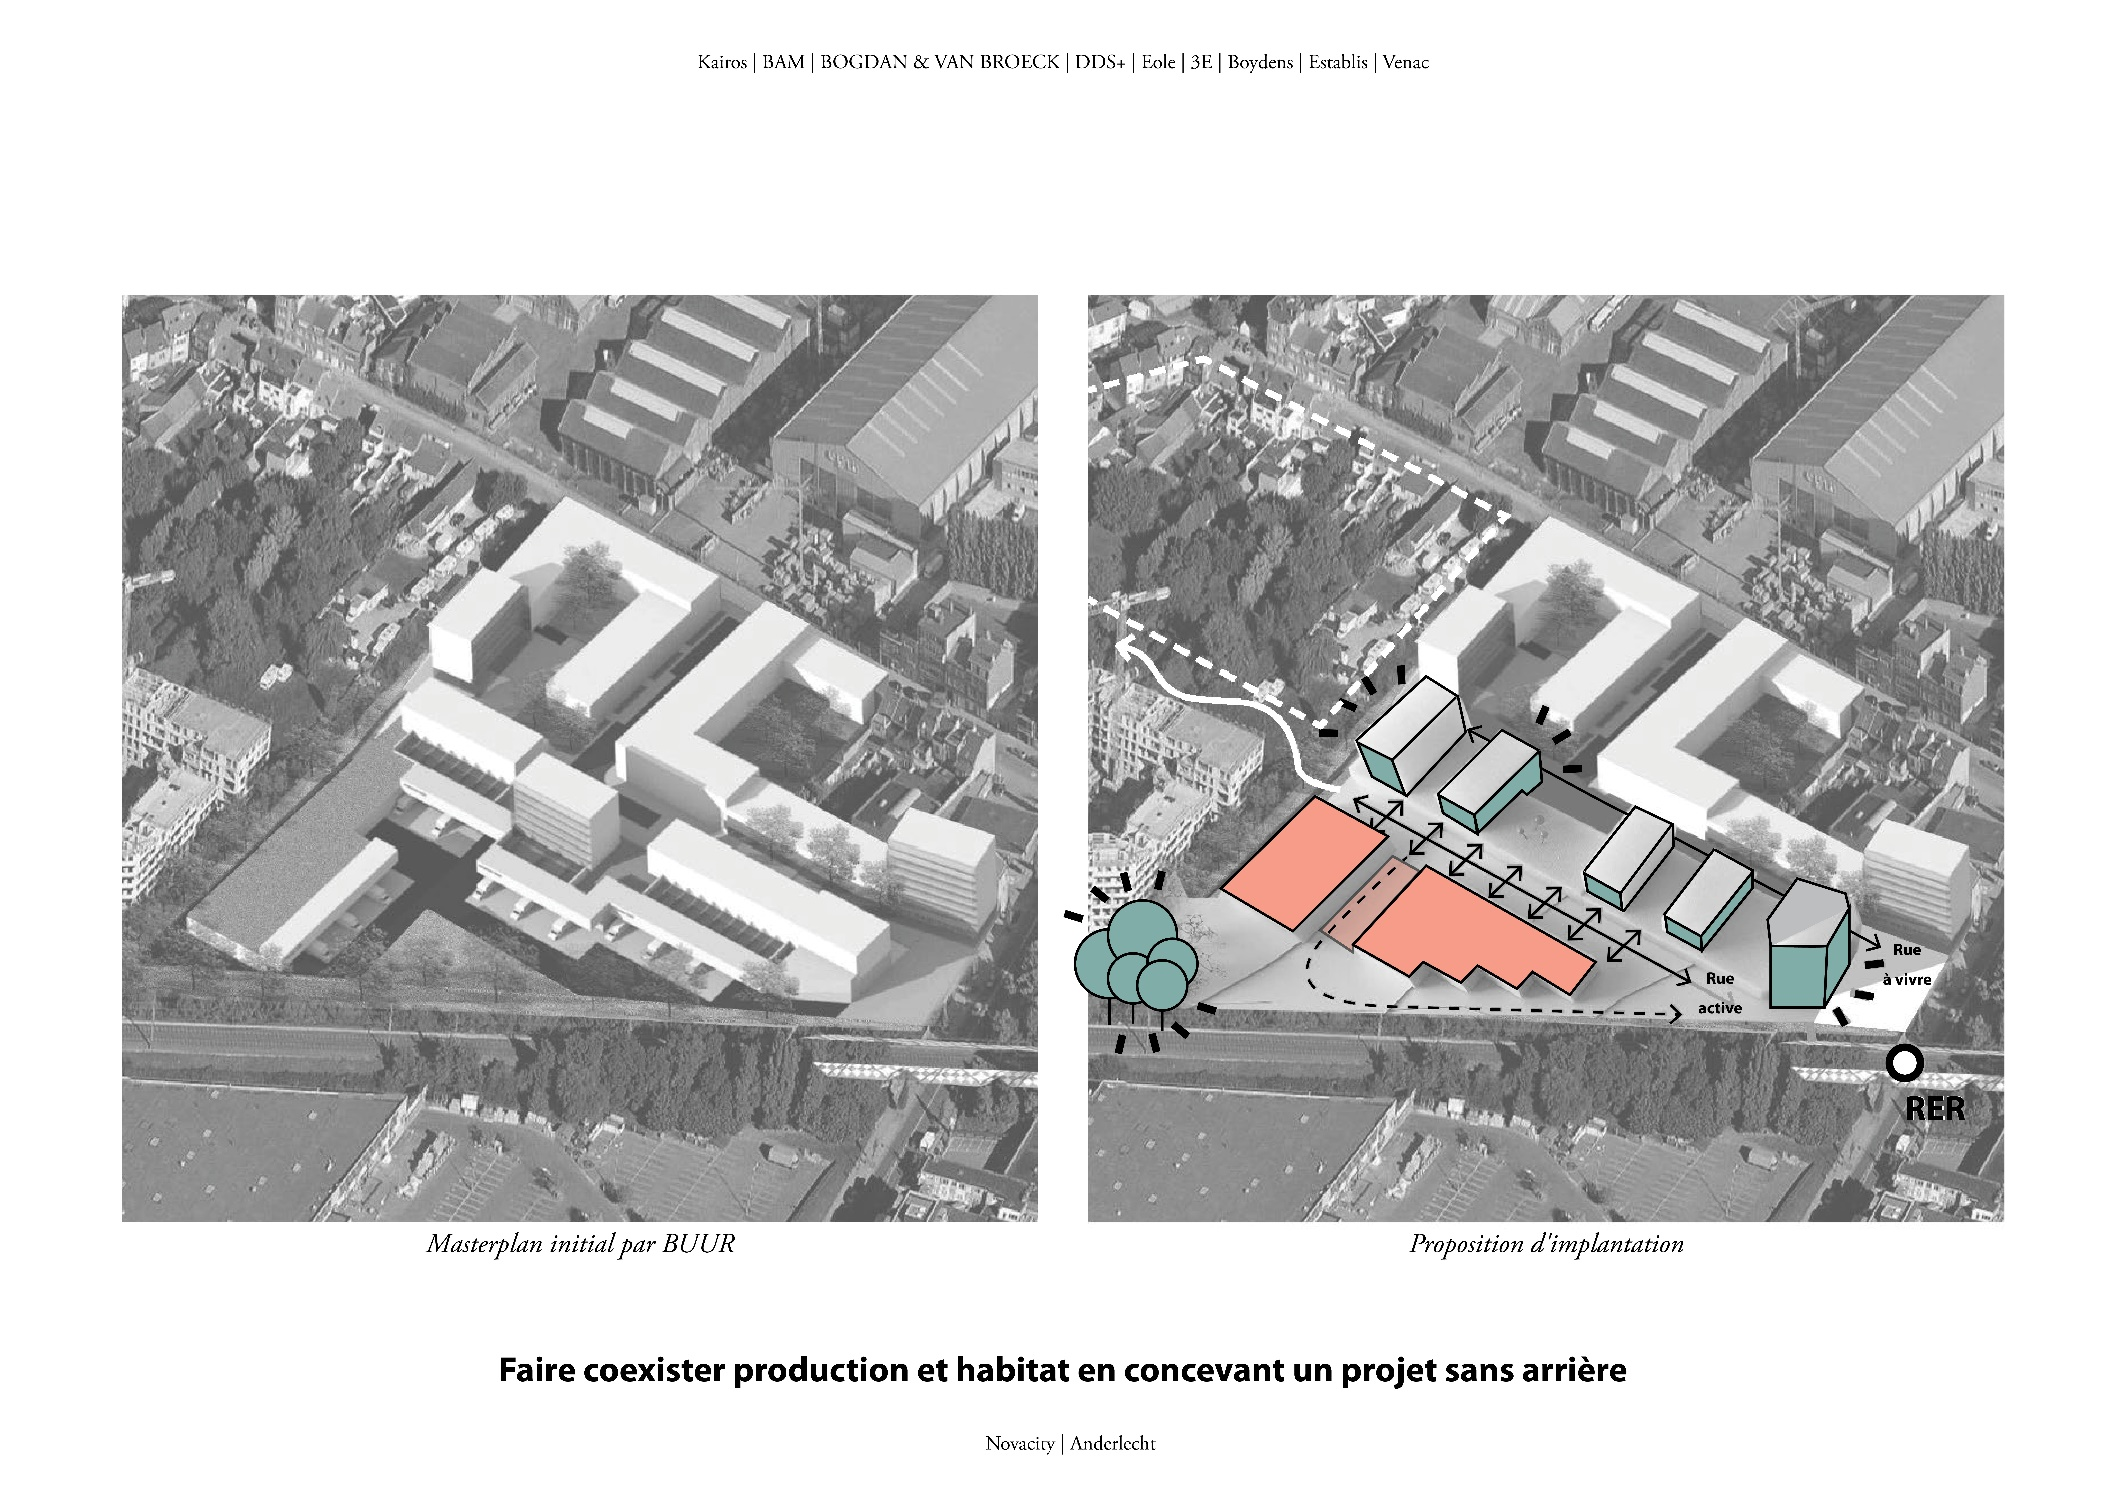 Kairos | BAM | BOGDAN & VAN BROECK | DDS+ | Eole | 3E | Boydens | Establis | Venac
Rue
à vivre
Rue
active
RER
Masterplan initial par BUUR
Proposition d'implantation
Faire coexister production et habitat en concevant un projet sans arrière
Novacity | Anderlecht